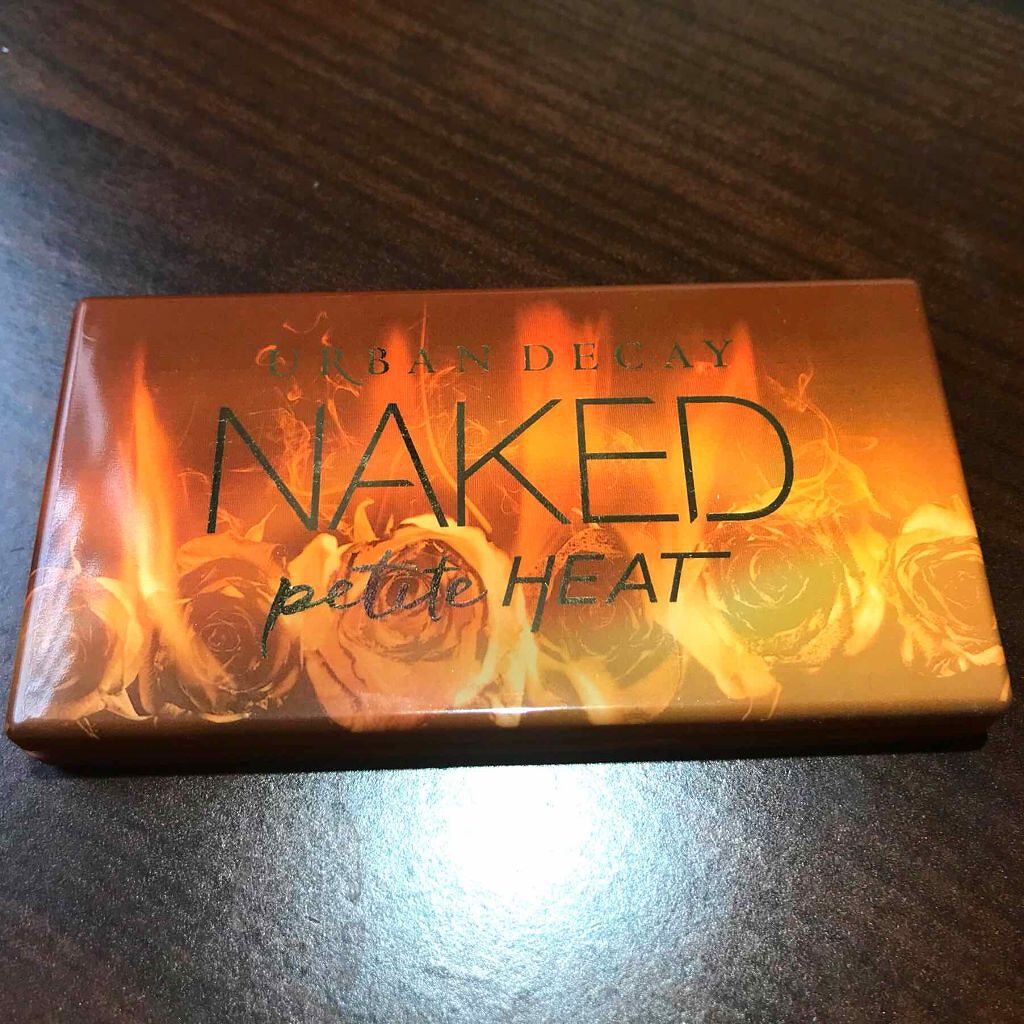 URBAN DECAY
NAKED
petite HEAT